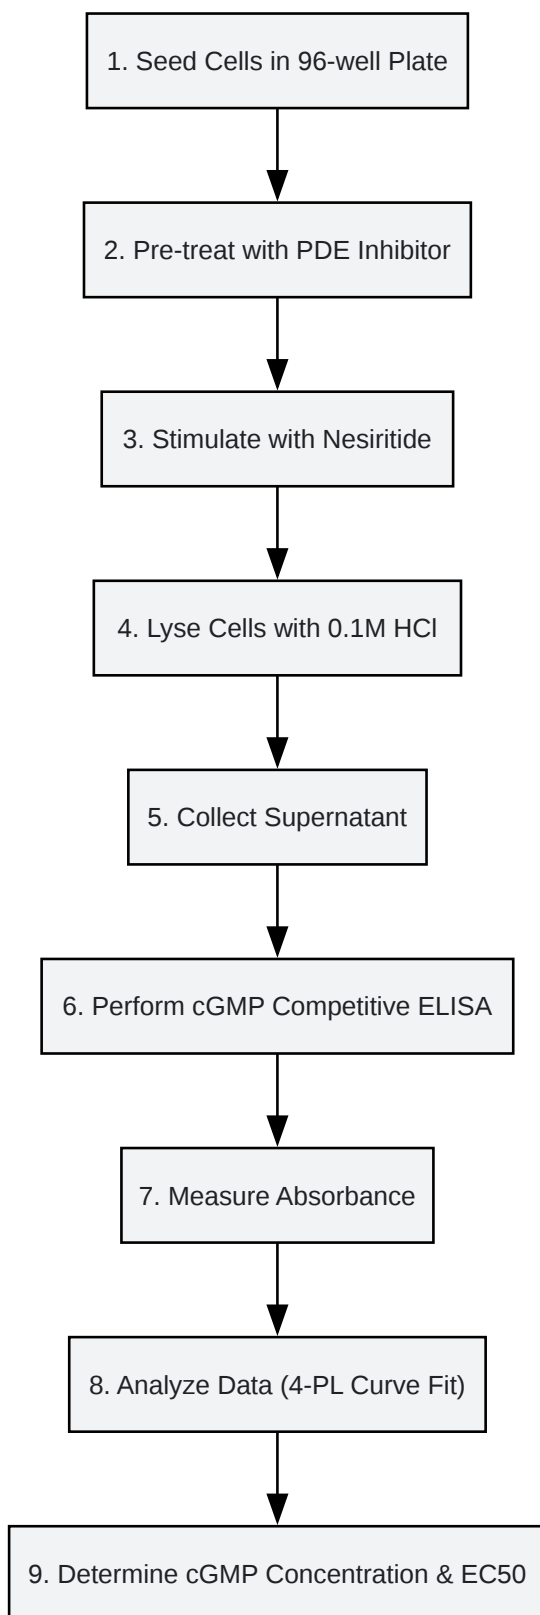 1. Seed Cells in 96-well Plate
2. Pre-treat with PDE Inhibitor
3. Stimulate with Nesiritide
4. Lyse Cells with 0.1M HCl
5. Collect Supernatant
6. Perform cGMP Competitive ELISA
7. Measure Absorbance
8. Analyze Data (4-PL Curve Fit)
9. Determine cGMP Concentration & EC50